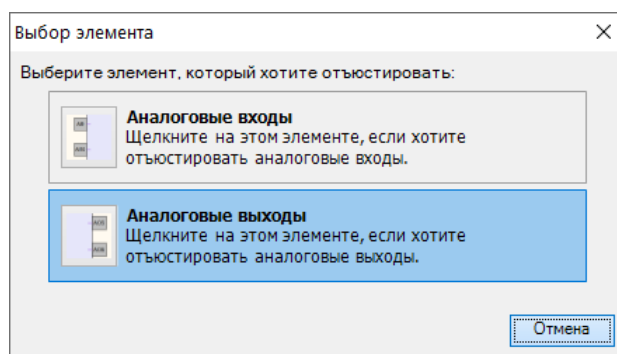 Выбор элемента
Выберите элемент, который хотите отъюстировать:
Аналоговые входы
Щелкните на этом элементе, если хотите
отъюстировать аналоговые входы.
Аналоговые выходы
Щелкните на этом элементе, если хотите
отъюстировать аналоговые выходы.
Отмена